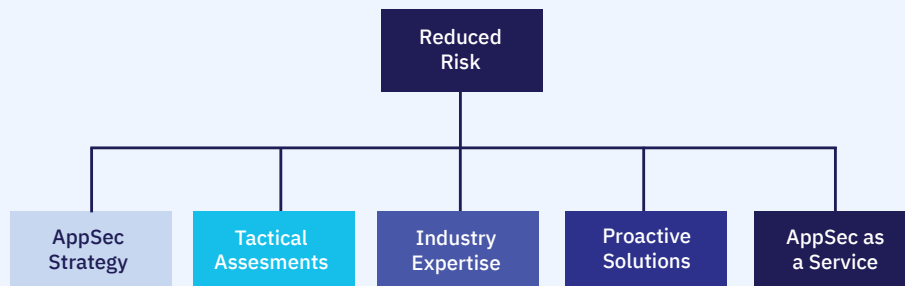 Reduced
Risk
AppSec
Strategy
Tactical
Assesments
Industry
Expertise
Proactive
Solutions
AppSec as
a Service